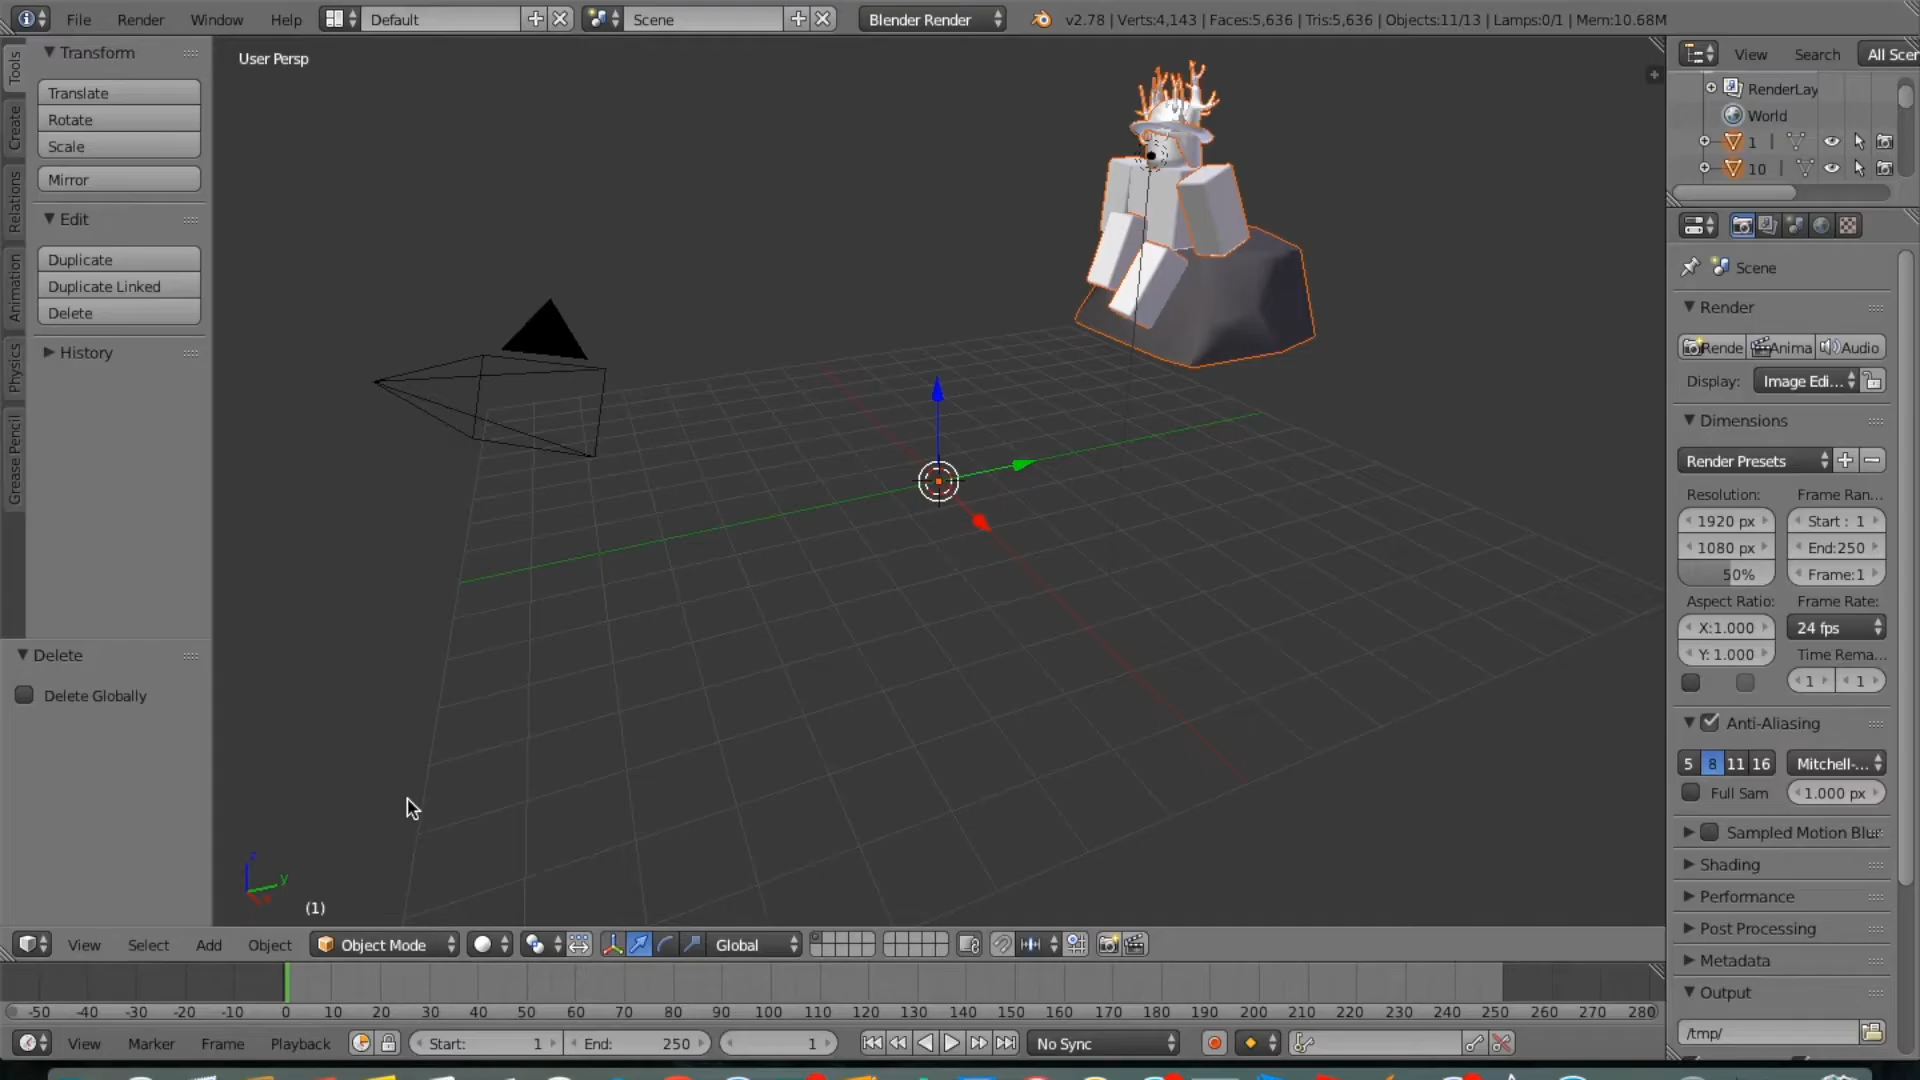 File Render Window Help Default Scene Blender Render v2.78 | Verts:4,143 | Faces:5,636 | Tris:5,636 | Objects:11/13 | Lamps:0/1 | Mem:10.68M
Tools
Create
Relations
Animation
Physics
Grease Pencil
Transform
Translate
Rotate
Scale
Mirror
Edit
Duplicate
Duplicate Linked
Delete
History
Delete
Delete Globally
User Persp
z
y
(1)
View Search All Scer
RenderLay
World
1
10
Scene
Render
Rende Anima Audio
Display: Image Edi...
Dimensions
Render Presets
Resolution: Frame Ran...
1920 px Start : 1
1080 px End:250
50% Frame:1
Aspect Ratio: Frame Rate:
X:1.000 24 fps
Y: 1.000 Time Rema...
1 1
Anti-Aliasing
5 8 11 16 Mitchell-...
Full Sam 1.000 px
Sampled Motion Blu
Shading
Performance
Post Processing
Metadata
Output
/tmp/
View Select Add Object Object Mode Global
-50 -40 -30 -20 -10 0 10 20 30 40 50 60 70 80 90 100 110 120 130 140 150 160 170 180 190 200 210 220 230 240 250 260 270 280
View Marker Frame Playback Start: 1 End: 250 1 No Sync